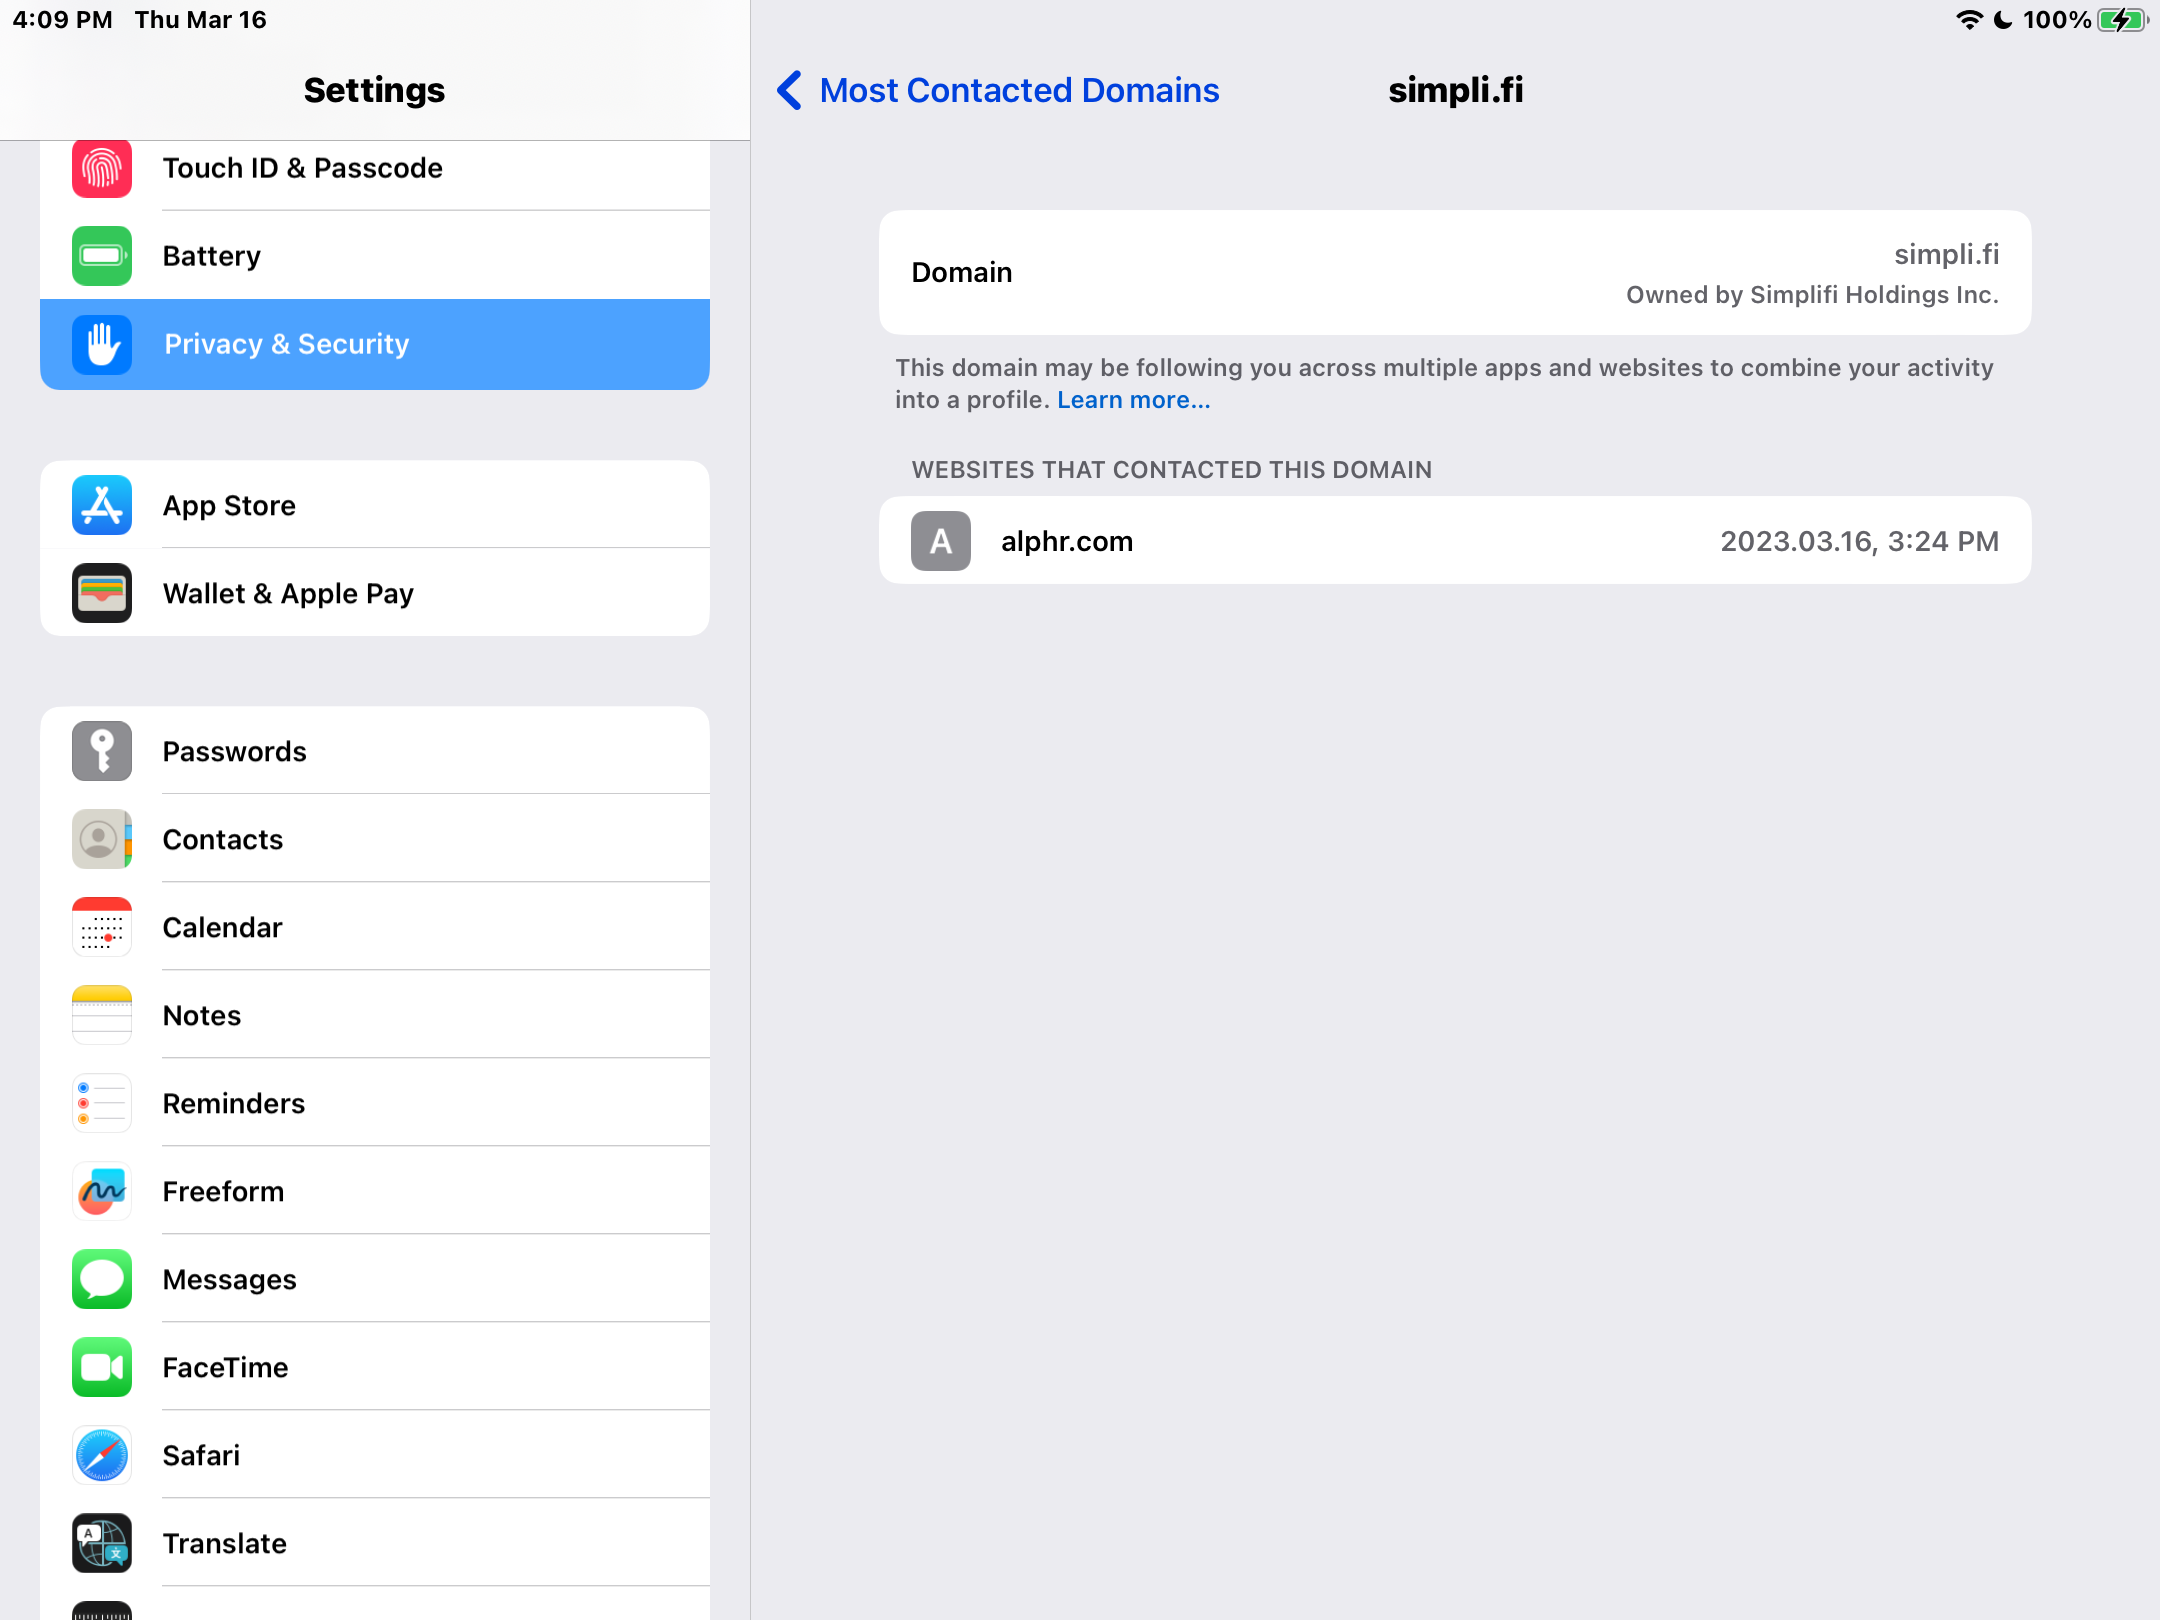 4:09 PM Thu Mar 16
100%
Settings
Touch ID & Passcode
Battery
Privacy & Security
App Store
Wallet & Apple Pay
Passwords
Contacts
Calendar
Notes
Reminders
Freeform
Messages
FaceTime
Safari
A
文
Translate
Most Contacted Domains
simpli.fi
Domain
simpli.fi
Owned by Simplifi Holdings Inc.
This domain may be following you across multiple apps and websites to combine your activity
into a profile. Learn more...
WEBSITES THAT CONTACTED THIS DOMAIN
A
alphr.com
2023.03.16, 3:24 PM